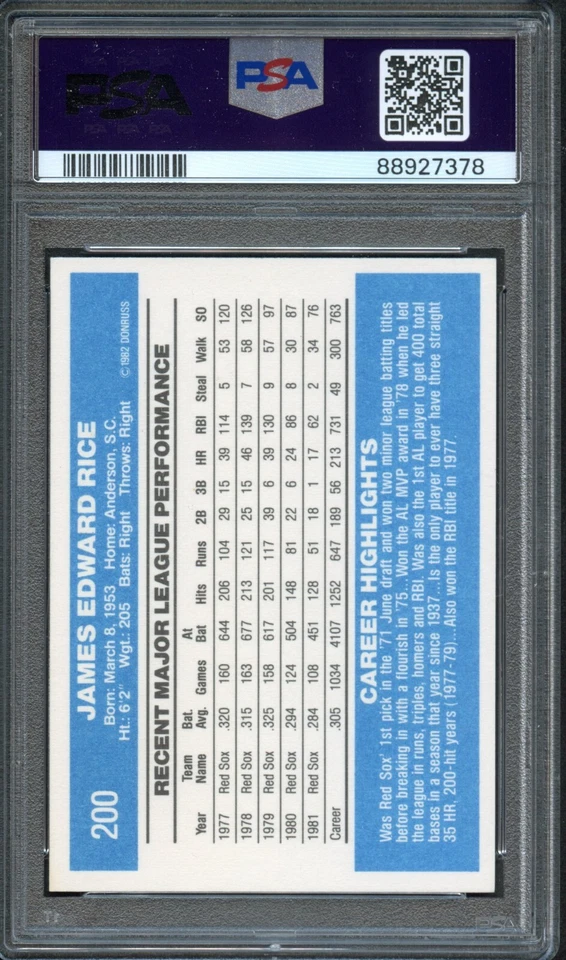 PSA
PSA
PSA PSA PSA
88927378
200
JAMES EDWARD RICE
Born: March 8, 1953 Home: Anderson, S.C.
Ht.: 6'2" Wgt.: 205 Bats: Right Throws: Right © 1982 DONRUSS
RECENT MAJOR LEAGUE PERFORMANCE
Team Bat. At
Year Name Avg. Games Bat Hits Runs 2B 3B HR RBI Steal Walk SO
1977 Red Sox .320 160 644 206 104 29 15 39 114 5 53 120
1978 Red Sox .315 163 677 213 121 25 15 46 139 7 58 126
1979 Red Sox .325 158 617 201 117 39 6 39 130 9 57 97
1980 Red Sox .294 124 504 148 81 22 6 24 86 8 30 87
1981 Red Sox .284 108 451 128 51 18 1 17 62 2 34 76
Career .305 1034 4107 1252 647 189 56 213 731 49 300 763
CAREER HIGHLIGHTS
Was Red Sox' 1st pick in the '71 June draft and won two minor league batting titles
before breaking in with a flourish in '75...Won the AL MVP award in '78 when he led
the league in runs, triples, homers and RBI. Was also the 1st AL player to get 400 total
bases in a season that year since 1937...Is the only player to ever have three straight
35 HR, 200-hit years (1977-79)...Also won the RBI title in 1977.
PSA